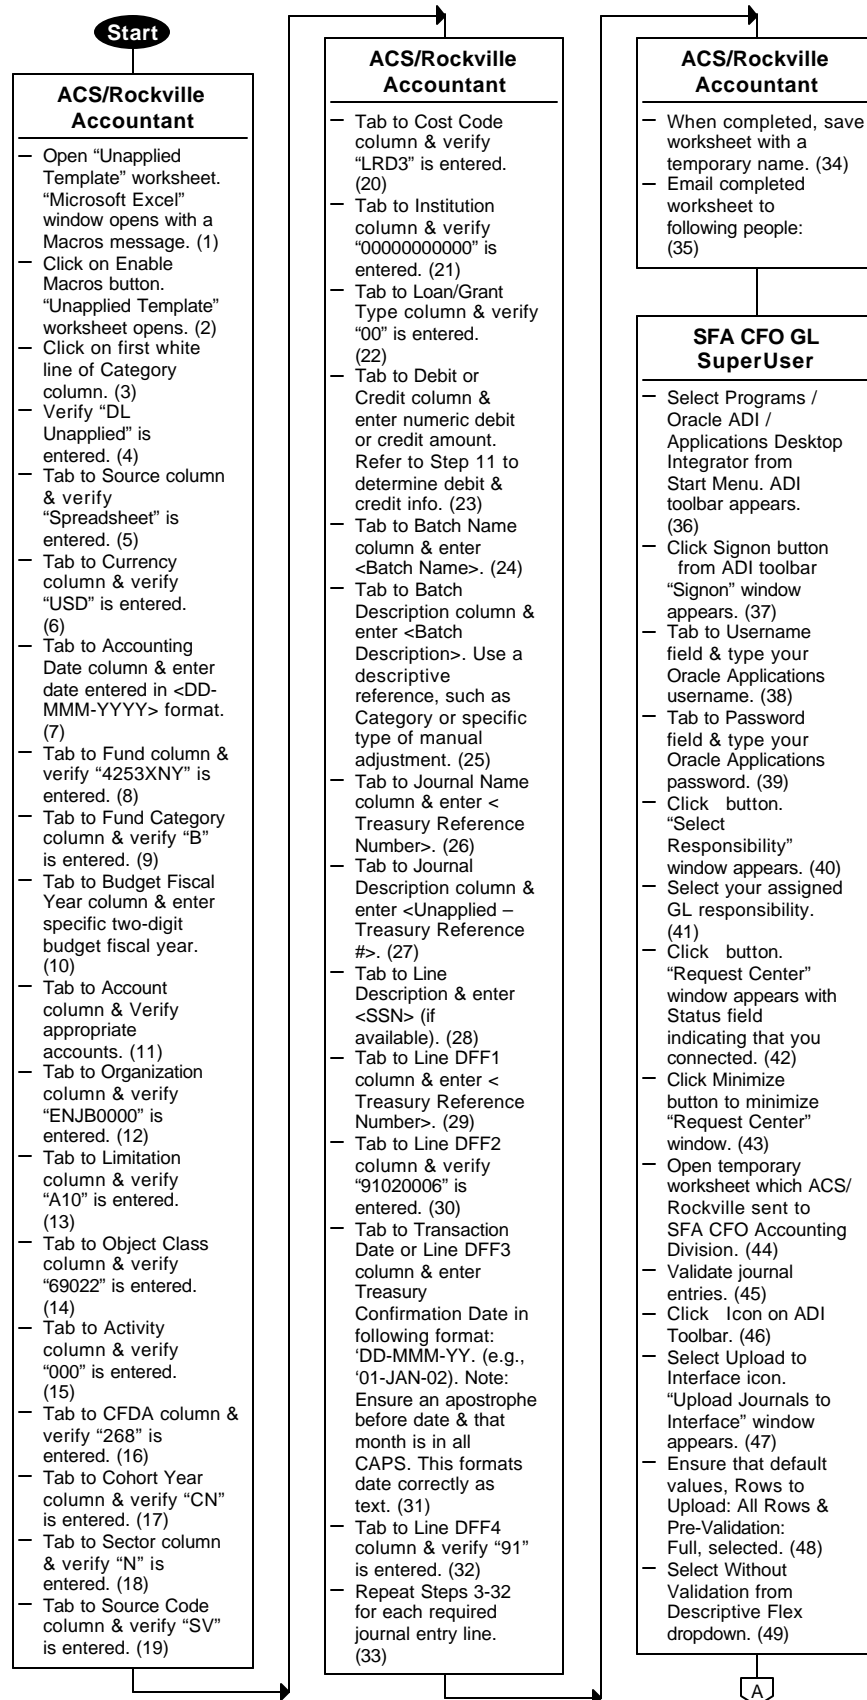 Start
ACS/Rockville
Accountant
— Open “Unapplied
Template” worksheet.
“Microsoft Excel”
window opens with a
Macros message. (1)
— Click on Enable
Macros button.
“Unapplied Template”
worksheet opens. (2)
— Click on first white
line of Category
column. (3)
— Verify “DL
Unapplied” is
entered. (4)
— Tab to Source column
& verify
“Spreadsheet” is
entered. (5)
— Tab to Currency
column & verify
“USD” is entered.
(6)
— Tab to Accounting
Date column & enter
date entered in <DD-
MMM-YYYY> format.
(7)
— Tab to Fund column &
verify “4253XNY” is
entered. (8)
— Tab to Fund Category
column & verify “B”
is entered. (9)
— Tab to Budget Fiscal
Year column & enter
specific two-digit
budget fiscal year.
(10)
— Tab to Account
column & Verify
appropriate
accounts. (11)
— Tab to Organization
column & verify
“ENJB0000” is
entered. (12)
— Tab to Limitation
column & verify
“A10” is entered.
(13)
— Tab to Object Class
column & verify
“69022” is entered.
(14)
— Tab to Activity
column & verify
“000” is entered.
(15)
— Tab to CFDA column &
verify “268” is
entered. (16)
— Tab to Cohort Year
column & verify “CN”
is entered. (17)
— Tab to Sector column
& verify “N” is
entered. (18)
— Tab to Source Code
column & verify “SV”
is entered. (19)
ACS/Rockville
Accountant
— Tab to Cost Code
column & verify
“LRD3” is entered.
(20)
— Tab to Institution
column & verify
“00000000000” is
entered. (21)
— Tab to Loan/Grant
Type column & verify
“00” is entered.
(22)
— Tab to Debit or
Credit column &
enter numeric debit
or credit amount.
Refer to Step 11 to
determine debit &
credit info. (23)
— Tab to Batch Name
column & enter
<Batch Name>. (24)
— Tab to Batch
Description column &
enter <Batch
Description>. Use a
descriptive
reference, such as
Category or specific
type of manual
adjustment. (25)
— Tab to Journal Name
column & enter <
Treasury Reference
Number>. (26)
— Tab to Journal
Description column &
enter <Unapplied –
Treasury Reference
#>. (27)
— Tab to Line
Description & enter
<SSN> (if
available). (28)
— Tab to Line DFF1
column & enter <
Treasury Reference
Number>. (29)
— Tab to Line DFF2
column & verify
“91020006” is
entered. (30)
— Tab to Transaction
Date or Line DFF3
column & enter
Treasury
Confirmation Date in
following format:
‘DD-MMM-YY. (e.g.,
‘01-JAN-02). Note:
Ensure an apostrophe
before date & that
month is in all
CAPS. This formats
date correctly as
text. (31)
— Tab to Line DFF4
column & verify “91”
is entered. (32)
— Repeat Steps 3-32
for each required
journal entry line.
(33)
ACS/Rockville
Accountant
— When completed, save
worksheet with a
temporary name. (34)
— Email completed
worksheet to
following people:
(35)
SFA CFO GL
SuperUser
— Select Programs /
Oracle ADI /
Applications Desktop
Integrator from
Start Menu. ADI
toolbar appears.
(36)
— Click Signon button
from ADI toolbar
“Signon” window
appears. (37)
— Tab to Username
field & type your
Oracle Applications
username. (38)
— Tab to Password
field & type your
Oracle Applications
password. (39)
— Click button.
“Select
Responsibility”
window appears. (40)
— Select your assigned
GL responsibility.
(41)
— Click button.
“Request Center”
window appears with
Status field
indicating that you
connected. (42)
— Click Minimize
button to minimize
“Request Center”
window. (43)
— Open temporary
worksheet which ACS/
Rockville sent to
SFA CFO Accounting
Division. (44)
— Validate journal
entries. (45)
— Click Icon on ADI
Toolbar. (46)
— Select Upload to
Interface icon.
“Upload Journals to
Interface” window
appears. (47)
— Ensure that default
values, Rows to
Upload: All Rows &
Pre-Validation:
Full, selected. (48)
— Select Without
Validation from
Descriptive Flex
dropdown. (49)
A